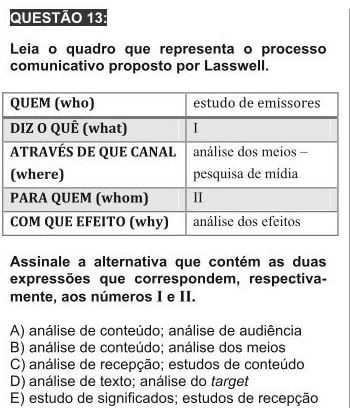 QUESTÃO 13:
Leia o quadro que representa o processo
comunicativo proposto por Lasswell.
QUEM (who) estudo de emissores
DIZ O QUÊ (what) I
ATRAVÉS DE QUE CANAL análise dos meios –
(where) pesquisa de mídia
PARA QUEM (whom) II
COM QUE EFEITO (why) análise dos efeitos
Assinale a alternativa que contém as duas
expressões que correspondem, respectiva-
mente, aos números I e II.
A) análise de conteúdo; análise de audiência
B) análise de conteúdo; análise dos meios
C) análise de recepção; estudos de conteúdo
D) análise de texto; análise do target
E) estudo de significados; estudos de recepção